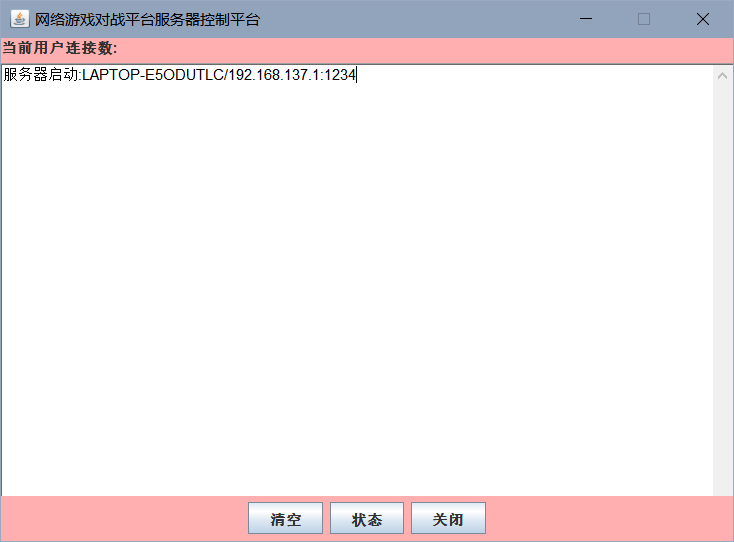 网络游戏对战平台服务器控制平台
当前用户连接数:
服务器启动:LAPTOP-E5ODUTLC/192.168.137.1:1234
清空
状态
关闭